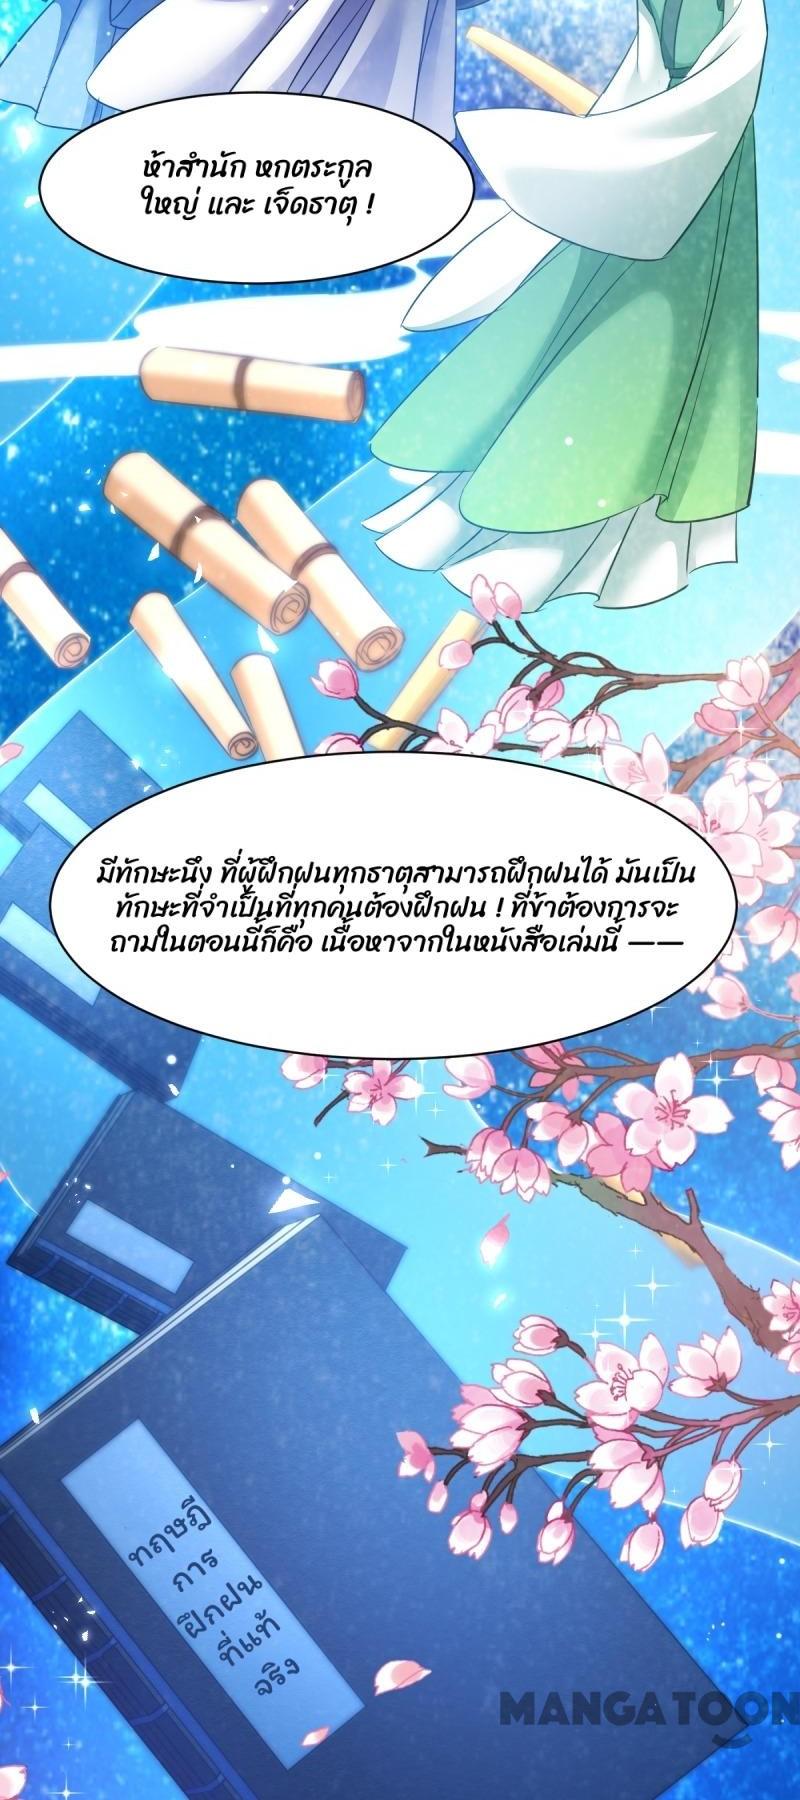 ห้าสำนัก หกตระกูล
ใหญ่ และ เจ็ดธาตุ !
มีทักษะนึง ที่ผู้ฝึกฝนทุกธาตุสามารถฝึกฝนได้ มันเป็น
ทักษะที่จำเป็นที่ทุกคนต้องฝึกฝน ! ที่ข้าต้องการจะ
ถามในตอนนี้ก็คือ เนื้อหาจากในหนังสือเล่มนี้ ——
ทฤษฎี
การ
ฝึกฝน
ที่แท้
จริง
MANGATOON